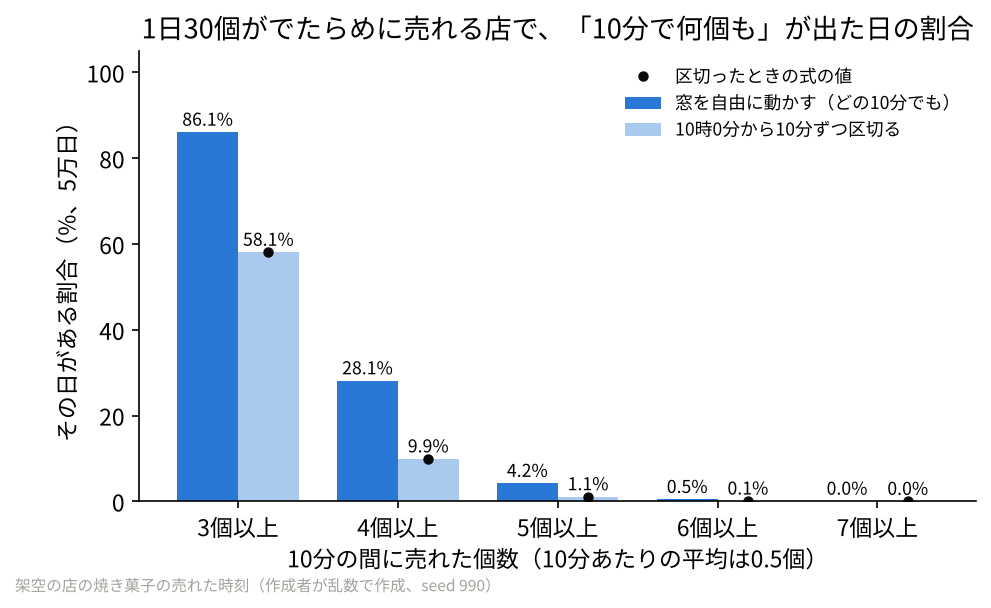 1日30個がでたらめに売れる店で、「10分で何個も」が出た日の割合
区切ったときの式の値
窓を自由に動かす（どの10分でも）
10時0分から10分ずつ区切る
その日がある割合（%、5万日）
100
80
60
40
20
0
86.1%
58.1%
28.1%
9.9%
4.2%
1.1%
0.5%
0.1%
0.0%
0.0%
3個以上
4個以上
5個以上
6個以上
7個以上
10分の間に売れた個数（10分あたりの平均は0.5個）
架空の店の焼き菓子の売れた時刻（作成者が乱数で作成、seed 990）